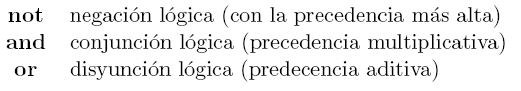 not negación lógica (con la precedencia más alta)
and conjunción lógica (precedencia multiplicativa)
or disyunción lógica (predecencia aditiva)